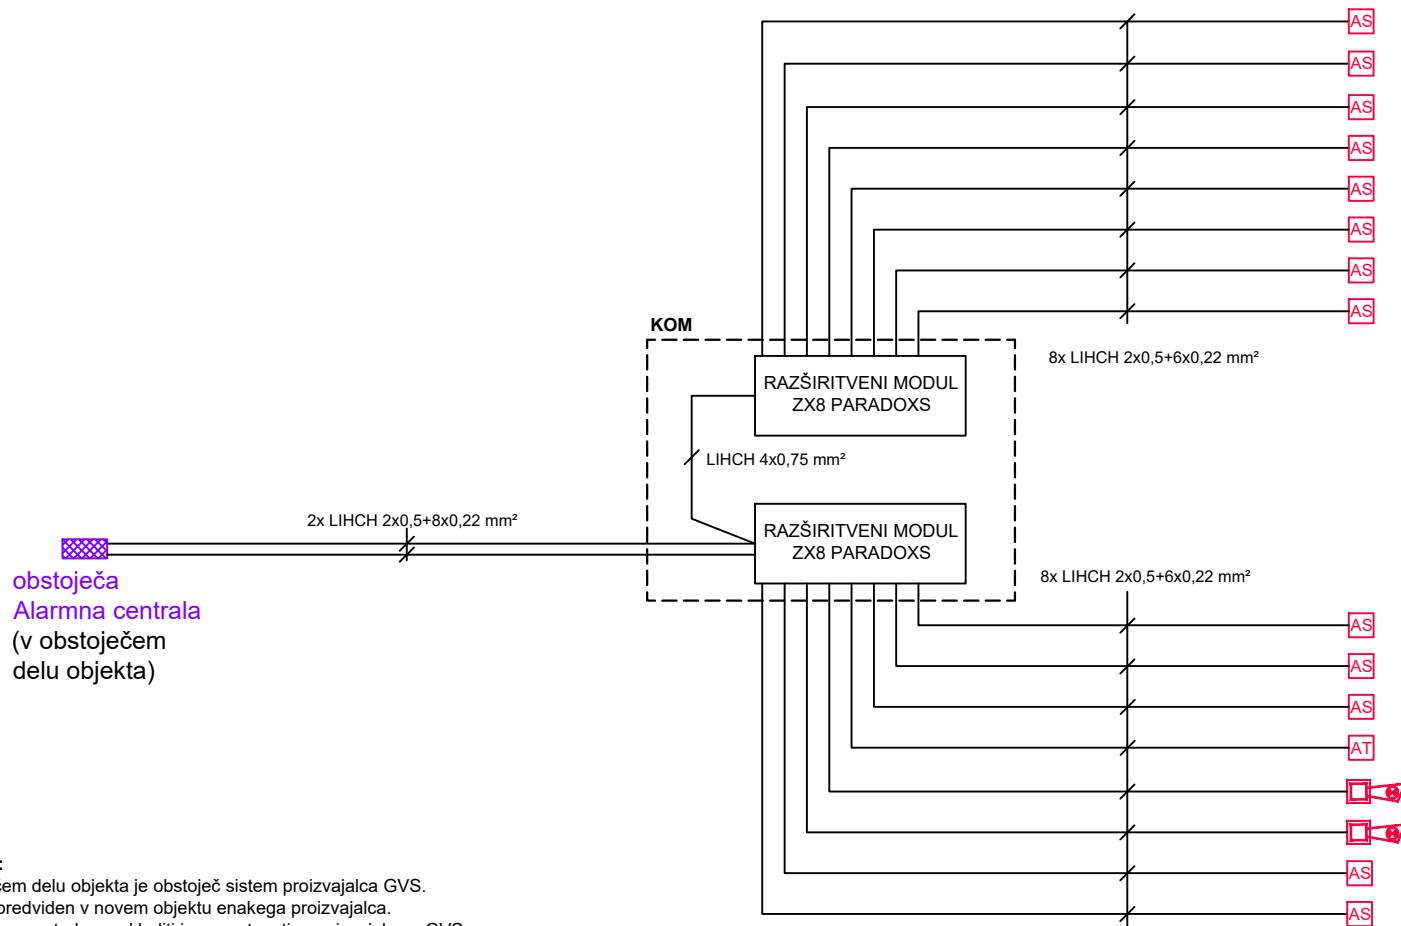 AS
AS
AS
AS
AS
AS
AS
AS
KOM
8x LIHCH 2x0,5+6x0,22 mm²
RAZŠIRITVENI MODUL
ZX8 PARADOXS
LIHCH 4x0,75 mm²
2x LIHCH 2x0,5+8x0,22 mm²
RAZŠIRITVENI MODUL
ZX8 PARADOXS
obstoječa
Alarmna centrala
(v obstoječem
delu objekta)
8x LIHCH 2x0,5+6x0,22 mm²
AS
AS
AS
AT
AS
AS
:
em delu objekta je obstoječ sistem proizvajalca GVS.
predviden v novem objektu enakega proizvajalca.